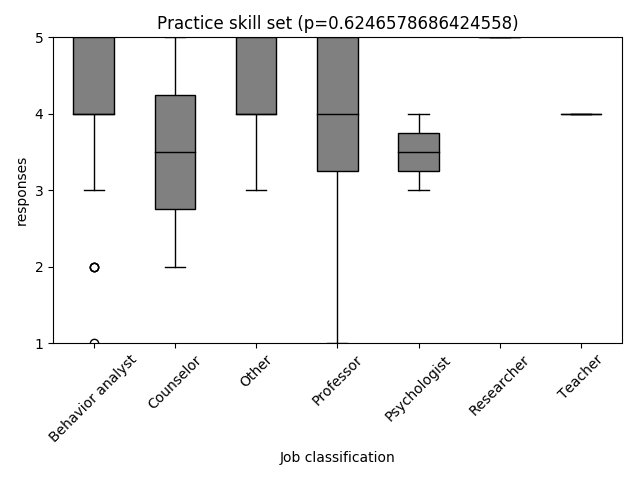 Practice skill set (p=0.6246578686424558)
5
4
3
2
1
responses
Behavior analyst
Counselor
Other
Professor
Psychologist
Researcher
Teacher
Job classification